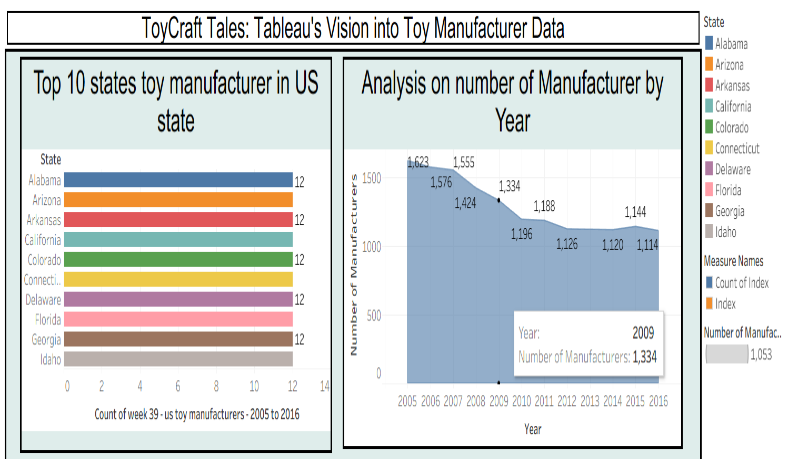 ToyCraft Tales: Tableau's Vision into Toy Manufacturer Data
Top 10 states toy manufacturer in US
state
State
Alabama
12
Arizona
Arkansas
12
California
Colorado
12
Connecti..
Delaware
12
Florida
Georgia
12
Idaho
0 2 4 6 8 10 12 14
Count of week 39 - us toy manufacturers - 2005 to 2016
Analysis on number of Manufacturer by
Year
Number of Manufacturers
1500
1000
500
0
1,623
1,576
1,555
1,424
1,334
1,196
1,188
1,126
1,120
1,144
1,114
Year: 2009
Number of Manufacturers: 1,334
2005 2006 2007 2008 2009 2010 2011 2012 2013 2014 2015 2016
Year
State
Alabama
Arizona
Arkansas
California
Colorado
Connecticut
Delaware
Florida
Georgia
Idaho
Measure Names
Count of Index
Index
Number of Manufac..
1,053